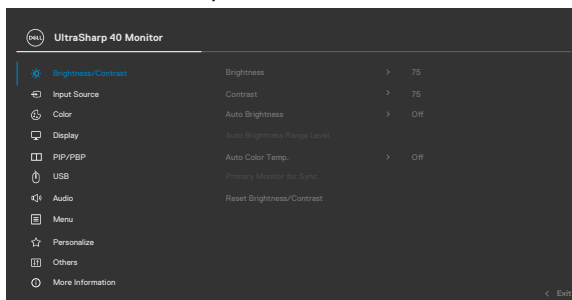 DELL UltraSharp 40 Monitor
Brightness/Contrast Brightness > 75
Input Source Contrast > 75
Color Auto Brightness > Off
Display Auto Brightness Range Level
PIP/PBP Auto Color Temp. > Off
USB Primary Monitor for Sync
Audio Reset Brightness/Contrast
Menu
Personalize
Others
More Information
< Exit